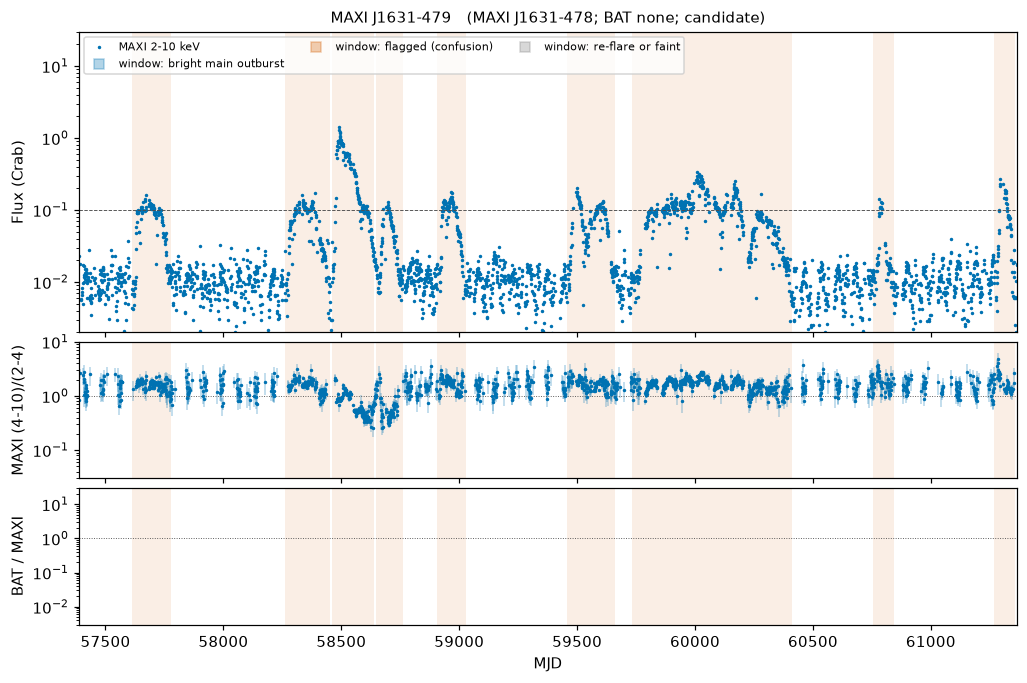 MAXI J1631-479 (MAXI J1631-478; BAT none; candidate)
MAXI 2-10 keV
window: bright main outburst
window: flagged (confusion)
window: re-flare or faint
Flux (Crab)
10¹
10⁰
10⁻¹
10⁻²
MAXI (4-10)/(2-4)
10¹
10⁰
10⁻¹
BAT / MAXI
10¹
10⁰
10⁻¹
10⁻²
57500 58000 58500 59000 59500 60000 60500 61000
MJD